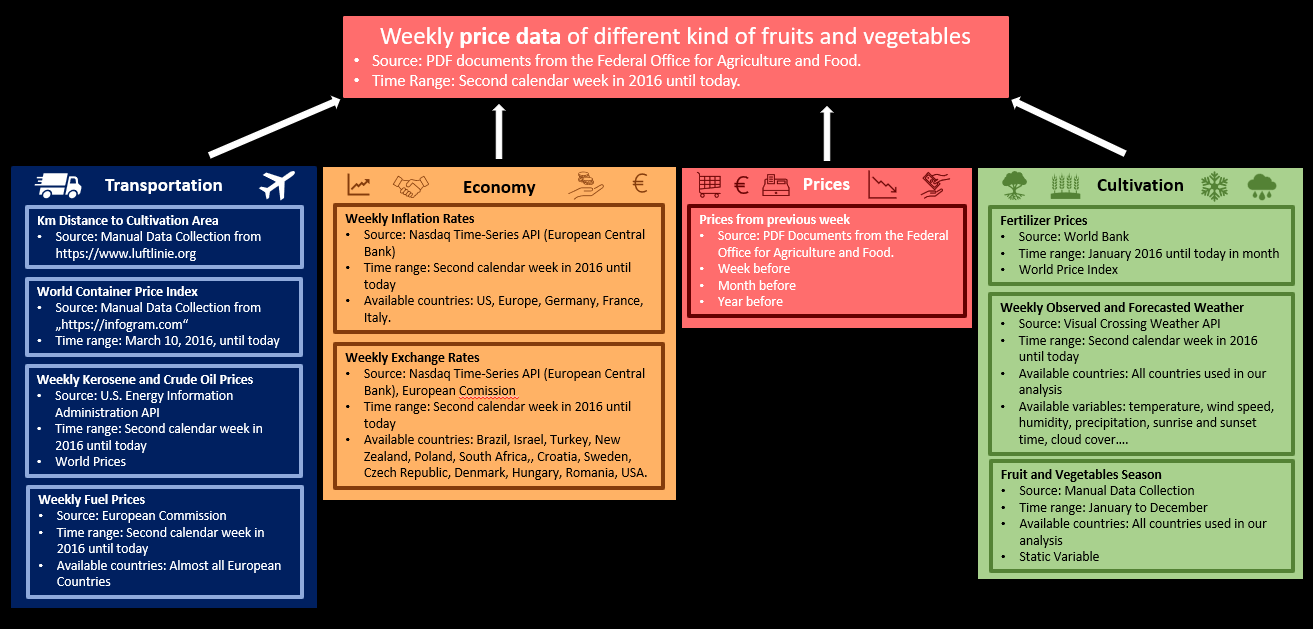 Weekly price data of different kind of fruits and vegetables
• Source: PDF documents from the Federal Office for Agriculture and Food.
• Time Range: Second calendar week in 2016 until today.
Transportation
Km Distance to Cultivation Area
• Source: Manual Data Collection from
https://www.luftlinie.org
World Container Price Index
• Source: Manual Data Collection from
„https://infogram.com“
• Time range: March 10, 2016, until today
Weekly Kerosene and Crude Oil Prices
• Source: U.S. Energy Information
Administration API
• Time range: Second calendar week in
2016 until today
• World Prices
Weekly Fuel Prices
• Source: European Commission
• Time range: Second calendar week in
2016 until today
• Available countries: Almost all European
Countries
€
Economy
Weekly Inflation Rates
• Source: Nasdaq Time-Series API (European Central
Bank)
• Time range: Second calendar week in 2016 until
today
• Available countries: US, Europe, Germany, France,
Italy.
Weekly Exchange Rates
• Source: Nasdaq Time-Series API (European Central
Bank), European Comission
• Time range: Second calendar week in 2016 until
today
• Available countries: Brazil, Israel, Turkey, New
Zealand, Poland, South Africa,, Croatia, Sweden,
Czech Republic, Denmark, Hungary, Romania, USA.
€
Prices
Prices from previous week
• Source: PDF Documents from the Federal
Office for Agriculture and Food.
• Week before
• Month before
• Year before
Cultivation
Fertilizer Prices
• Source: World Bank
• Time range: January 2016 until today in month
• World Price Index
Weekly Observed and Forecasted Weather
• Source: Visual Crossing Weather API
• Time range: Second calendar week in 2016
until today
• Available countries: All countries used in our
analysis
• Available variables: temperature, wind speed,
humidity, precipitation, sunrise and sunset
time, cloud cover....
Fruit and Vegetables Season
• Source: Manual Data Collection
• Time range: January to December
• Available countries: All countries used in our
analysis
• Static Variable